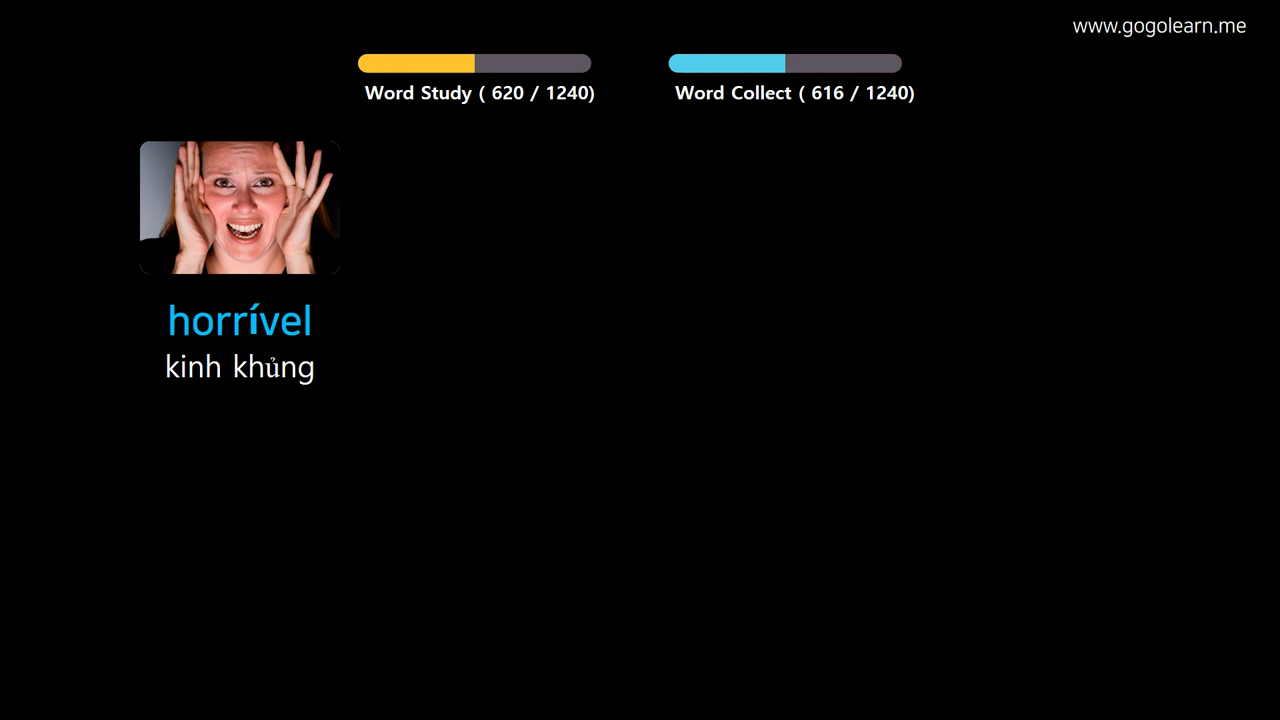 www.gogolearn.me
Word Study ( 620 / 1240)
Word Collect ( 616 / 1240)
horrível
kinh khủng